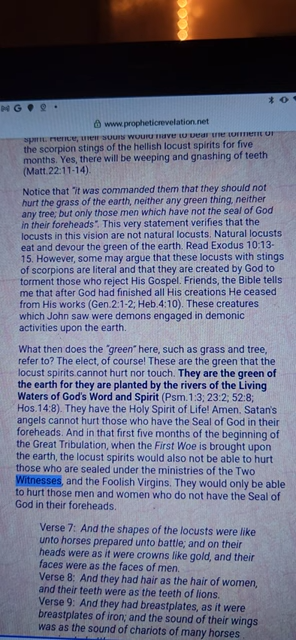 www.propheticrevelation.net
spirit. Hence, their souls would have to bear the torment of
the scorpion stings of the hellish locust spirits for five
months. Yes, there will be weeping and gnashing of teeth
(Matt.22:11-14).
Notice that "it was commanded them that they should not
hurt the grass of the earth, neither any green thing, neither
any tree; but only those men which have not the seal of God
in their foreheads". This very statement verifies that the
locusts in this vision are not natural locusts. Natural locusts
eat and devour the green of the earth. Read Exodus 10:13-
15. However, some may argue that these locusts with stings
of scorpions are literal and that they are created by God to
torment those who reject His Gospel. Friends, the Bible tells
me that after God had finished all His creations He ceased
from His works (Gen.2:1-2; Heb.4:10). These creatures
which John saw were demons engaged in demonic
activities upon the earth.
What then does the "green" here, such as grass and tree,
refer to? The elect, of course! These are the green that the
locust spirits cannot hurt nor touch. They are the green of
the earth for they are planted by the rivers of the Living
Waters of God's Word and Spirit (Psm.1:3; 23:2; 52:8;
Hos.14:8). They have the Holy Spirit of Life! Amen. Satan's
angels cannot hurt those who have the Seal of God in their
foreheads. And in that first five months of the beginning of
the Great Tribulation, when the First Woe is brought upon
the earth, the locust spirits would also not be able to hurt
those who are sealed under the ministries of the Two
Witnesses, and the Foolish Virgins. They would only be able
to hurt those men and women who do not have the Seal of
God in their foreheads.
Verse 7: And the shapes of the locusts were like
unto horses prepared unto battle; and on their
heads were as it were crowns like gold, and their
faces were as the faces of men.
Verse 8: And they had hair as the hair of women,
and their teeth were as the teeth of lions.
Verse 9: And they had breastplates, as it were
breastplates of iron; and the sound of their wings
was as the sound of chariots of many horses